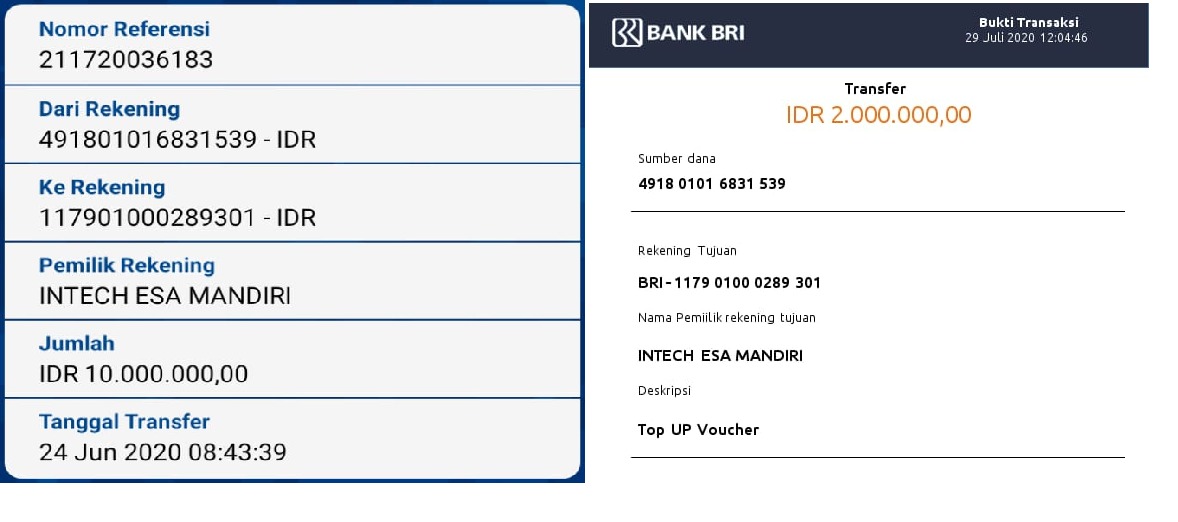 Nomor Referensi
211720036183
Dari Rekening
491801016831539 - IDR
Ke Rekening
117901000289301 - IDR
Pemilik Rekening
INTECH ESA MANDIRI
Jumlah
IDR 10.000.000,00
Tanggal Transfer
24 Jun 2020 08:43:39
BANK BRI
Bukti Transaksi
29 Juli 2020 12:04:46
Transfer
IDR 2.000.000,00
Sumber dana
4918 0101 6831 539
Rekening Tujuan
BRI - 1179 0100 0289 301
Nama Pemiilik rekening tujuan
INTECH ESA MANDIRI
Deskripsi
Top UP Voucher